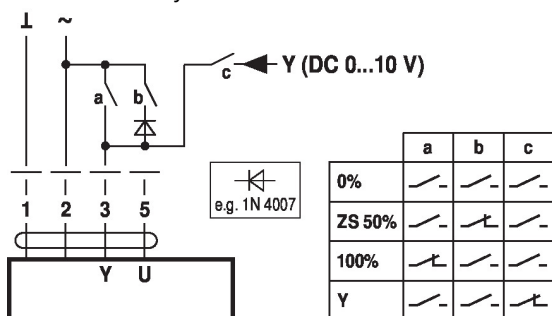 ⊥ ~
a b c Y (DC 0...10 V)
1 2 3 5
Y U
e.g. 1N 4007
a b c
0%
ZS 50%
100%
Y